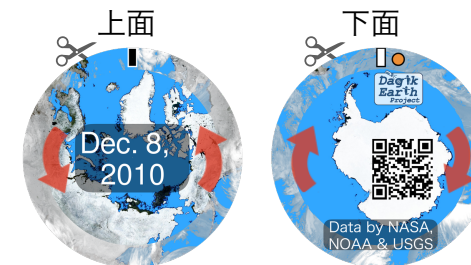 上面
下面
Dec. 8,
2010
Dagik
Earth
Project
Data by NASA,
NOAA & USGS